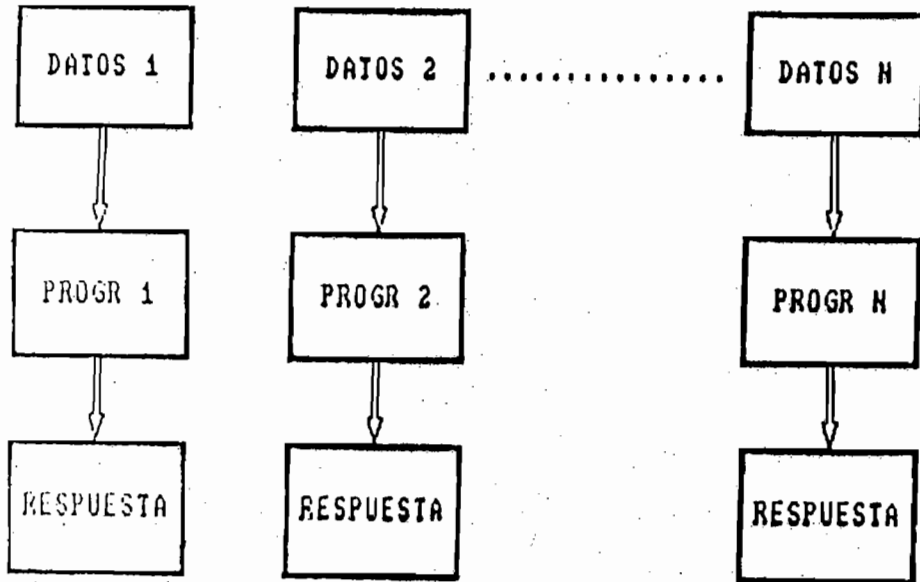 DATOS 1 DATOS 2 DATOS N
PROGR 1 PROGR 2 PROGR N
RESPUESTA RESPUESTA RESPUESTA